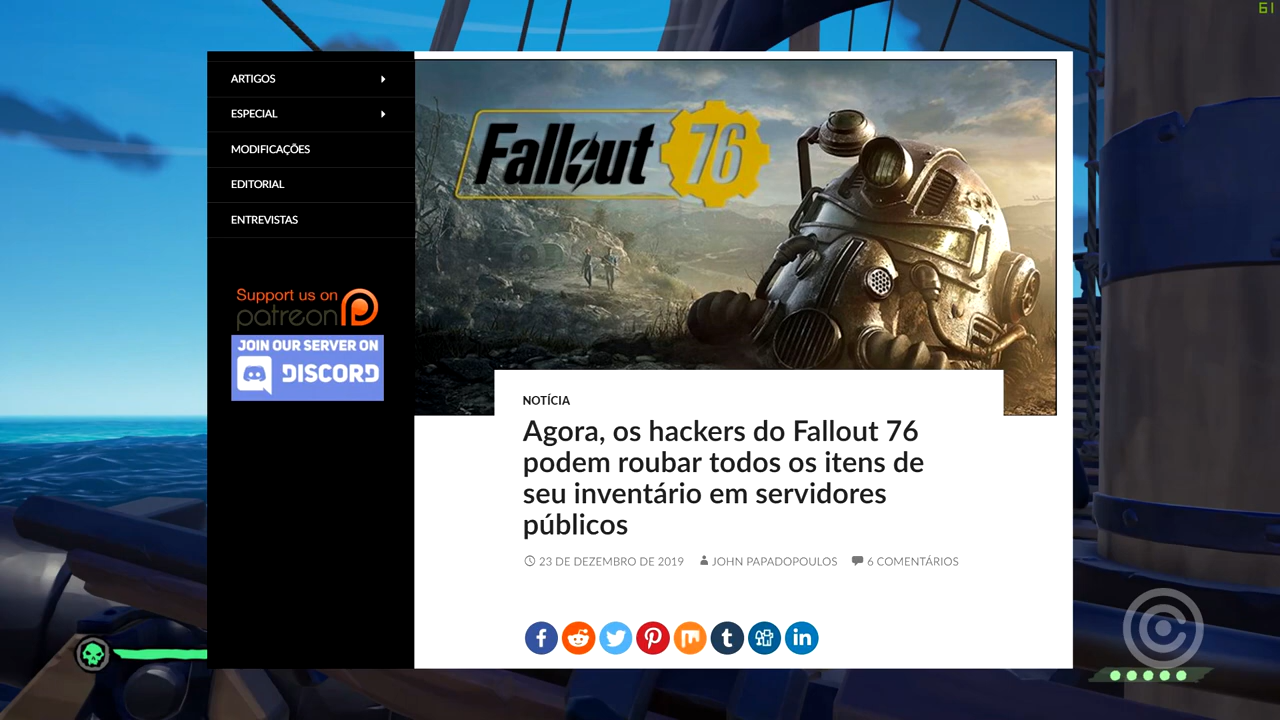 61
ARTIGOS
ESPECIAL
MODIFICAÇÕES
EDITORIAL
ENTREVISTAS
Support us on
patreon
JOIN OUR SERVER ON
DISCORD
Fallout 76
NOTÍCIA
Agora, os hackers do Fallout 76
podem roubar todos os itens de
seu inventário em servidores
públicos
23 DE DEZEMBRO DE 2019 JOHN PAPADOPOULOS 6 COMENTÁRIOS